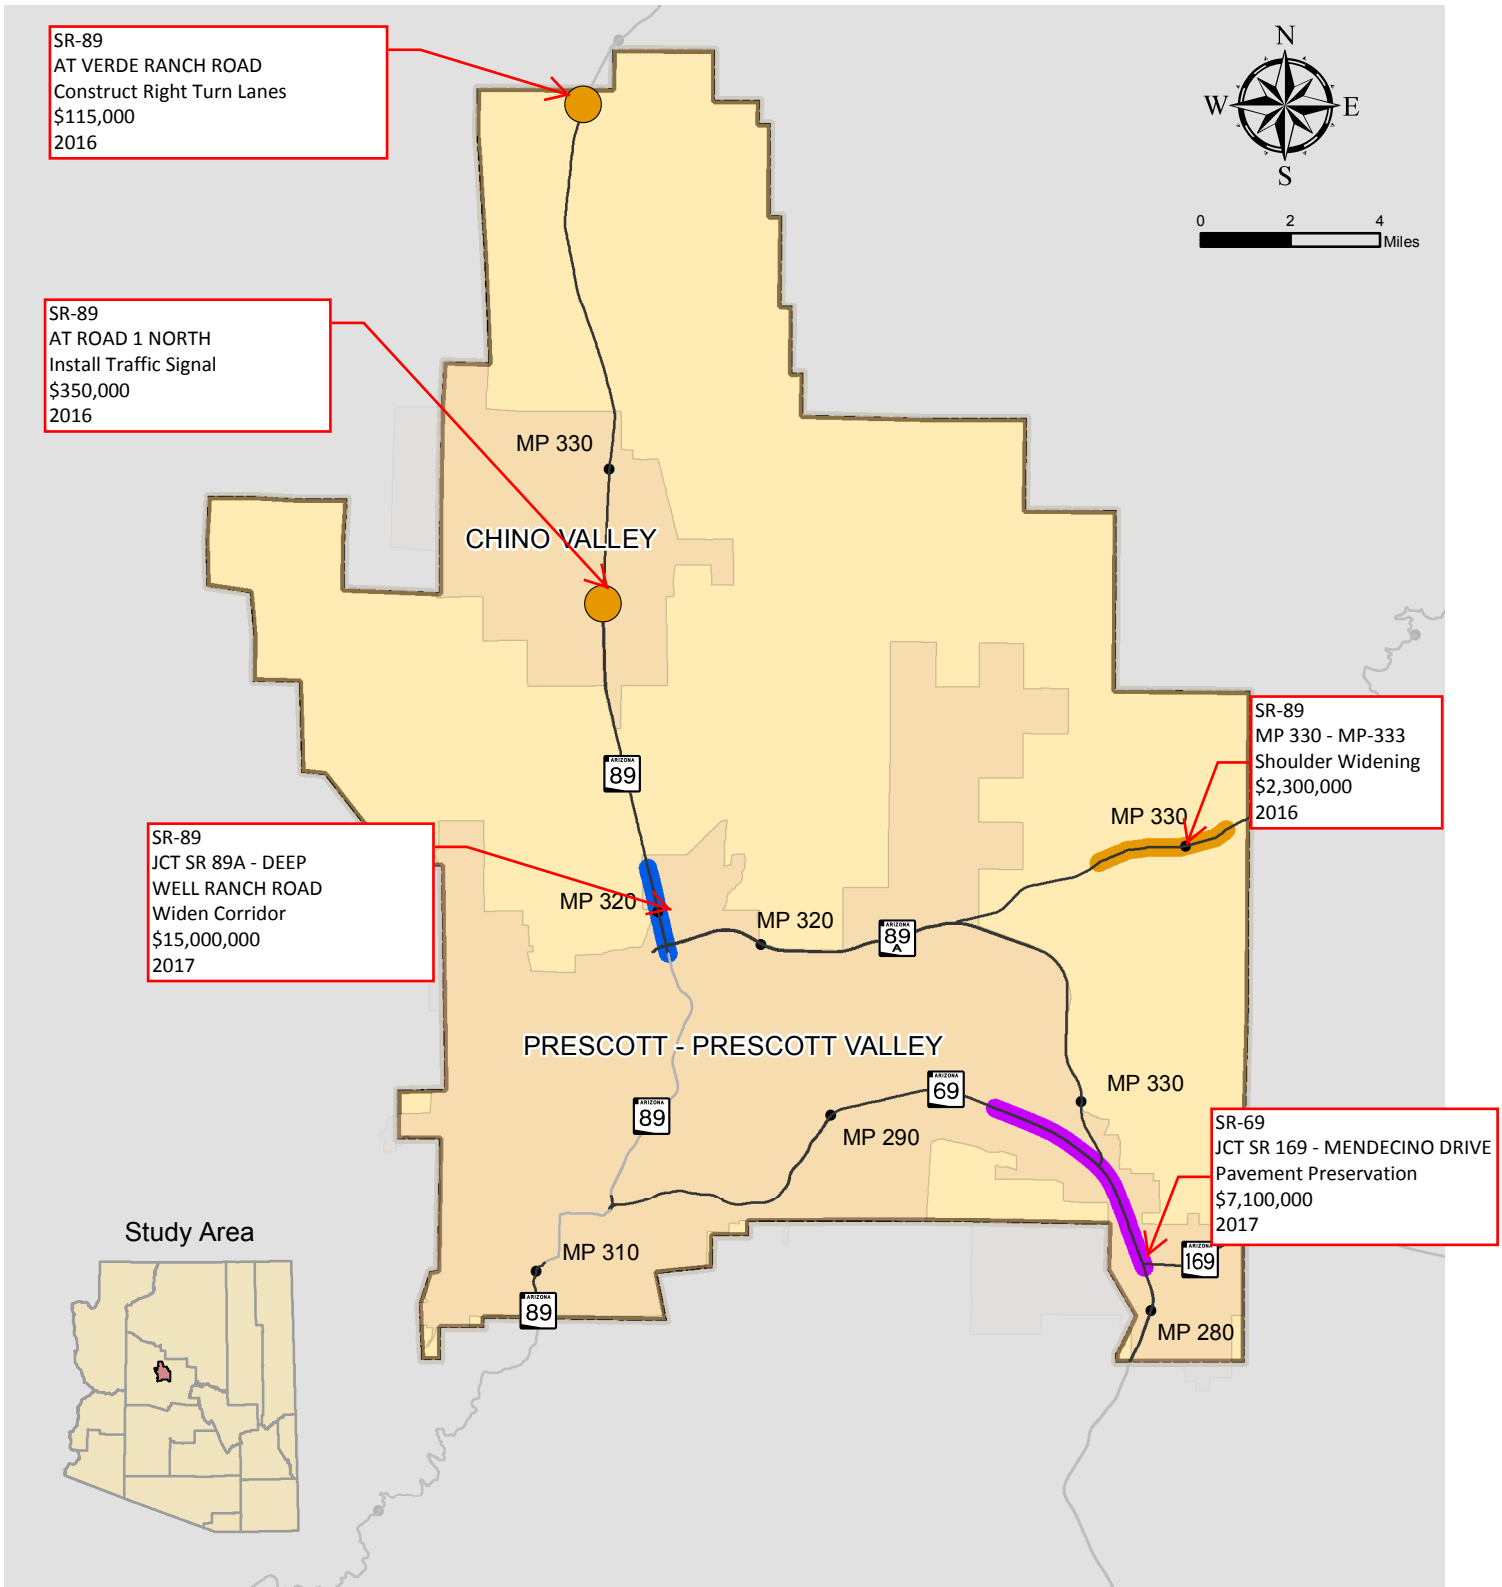 SR-89
AT VERDE RANCH ROAD
Construct Right Turn Lanes
$115,000
2016
N
W
E
S
0 2 4
Miles
SR-89
AT ROAD 1 NORTH
Install Traffic Signal
$350,000
2016
MP 330
CHINO VALLEY
SR-89
MP 330 - MP-333
Shoulder Widening
$2,300,000
2016
ARIZONA
89
MP 330
SR-89
JCT SR 89A - DEEP
WELL RANCH ROAD
Widen Corridor
$15,000,000
2017
MP 320
MP 320
ARIZONA
89
A
PRESCOTT - PRESCOTT VALLEY
ARIZONA
69
MP 330
ARIZONA
89
MP 290
SR-69
JCT SR 169 - MENDECINO DRIVE
Pavement Preservation
$7,100,000
2017
Study Area
MP 310
ARIZONA
169
ARIZONA
89
MP 280